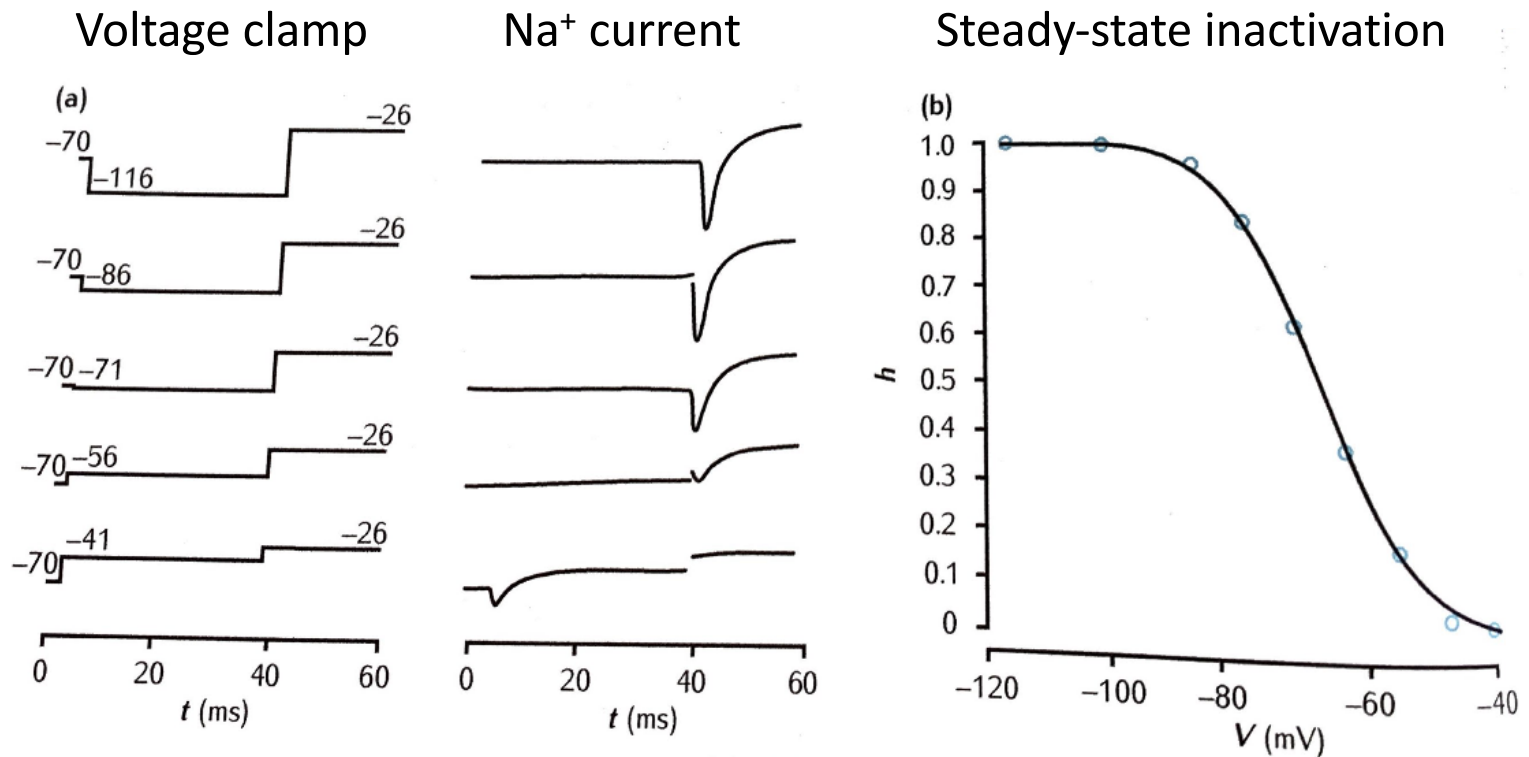 Voltage clamp
Na⁺ current
Steady-state inactivation
(a)
–26
–70
–116
–26
–70
–86
–26
–70 –71
–26
–70
–56
–26
–41
–70
0 20 40 60
t (ms)
0 20 40 60
t (ms)
(b)
1.0
0.9
0.8
0.7
0.6
0.5
0.4
0.3
0.2
0.1
0
h
–120 –100 –80 –60 –40
V (mV)